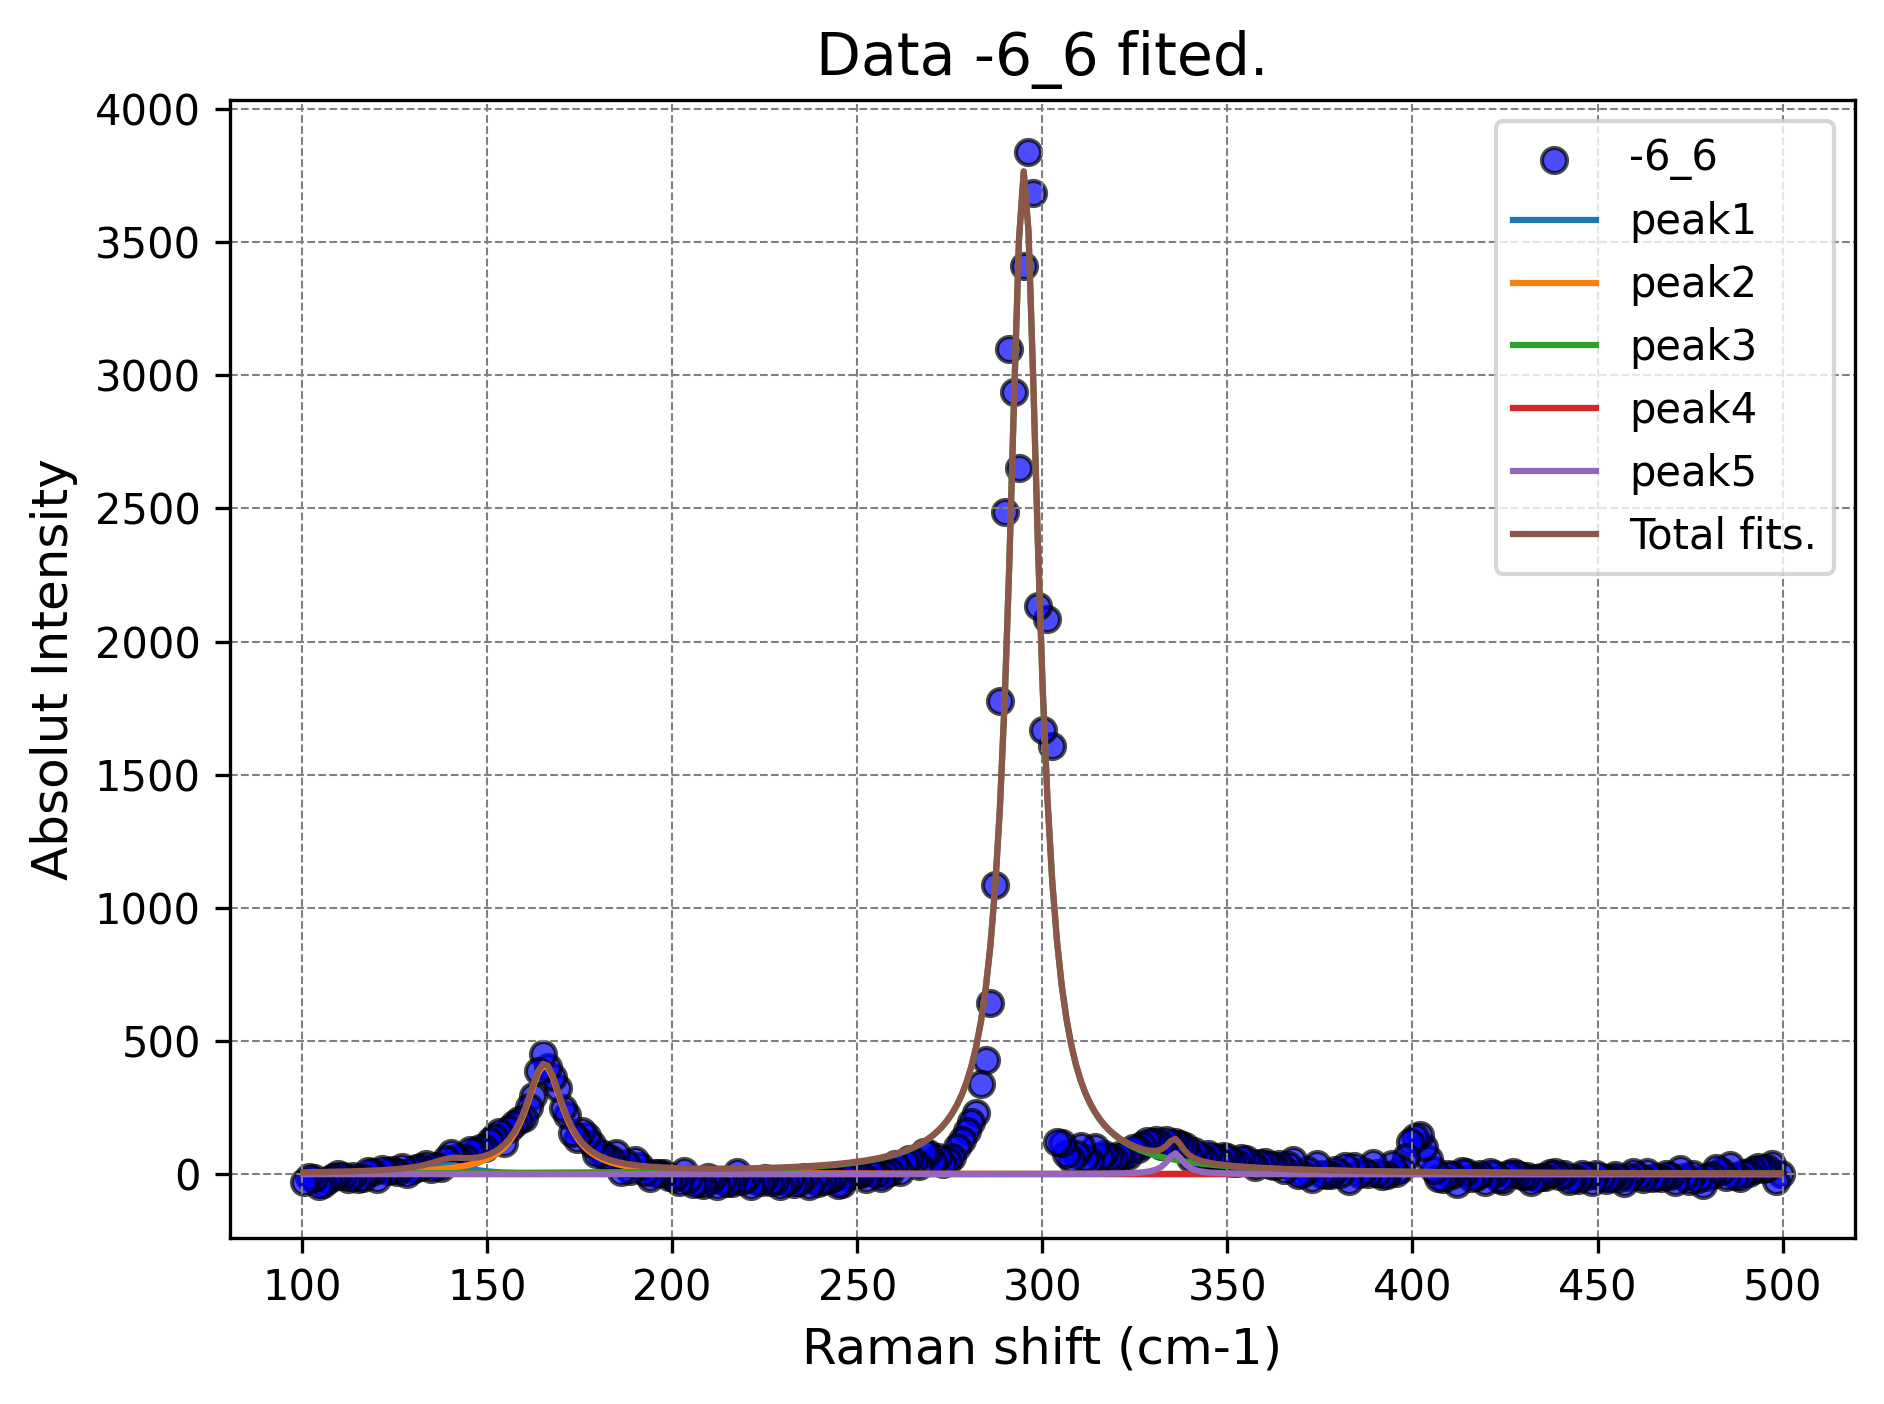 Data -6_6 fited.
4000
3500
3000
2500
2000
1500
1000
500
0
Absolut Intensity
-6_6
peak1
peak2
peak3
peak4
peak5
Total fits.
100 150 200 250 300 350 400 450 500
Raman shift (cm-1)